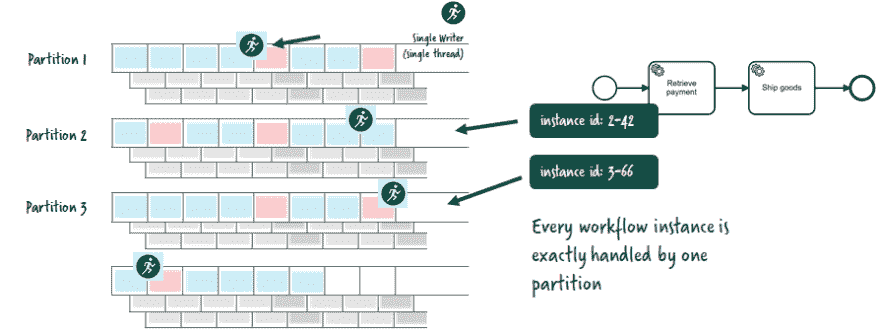 Single Writer
(single thread)
Partition 1
Retrieve
payment
Ship goods
Partition 2
instance id: 2-42
instance id: 3-66
Partition 3
Every workflow instance is
exactly handled by one
partition